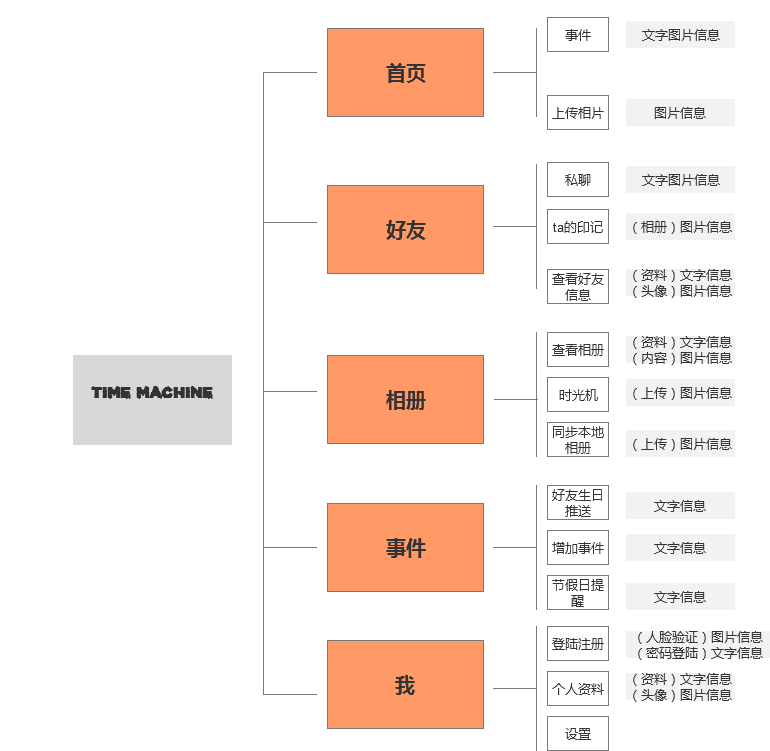 首页
事件
文字图片信息
上传相片
图片信息
好友
私聊
文字图片信息
ta的印记
（相册）图片信息
查看好友
信息
（资料）文字信息
（头像）图片信息
TIME MACHINE
相册
查看相册
（资料）文字信息
（内容）图片信息
时光机
（上传）图片信息
同步本地
相册
（上传）图片信息
事件
好友生日
推送
文字信息
增加事件
文字信息
节假日提
醒
文字信息
我
登陆注册
（人脸验证）图片信息
（密码登陆）文字信息
个人资料
（资料）文字信息
（头像）图片信息
设置